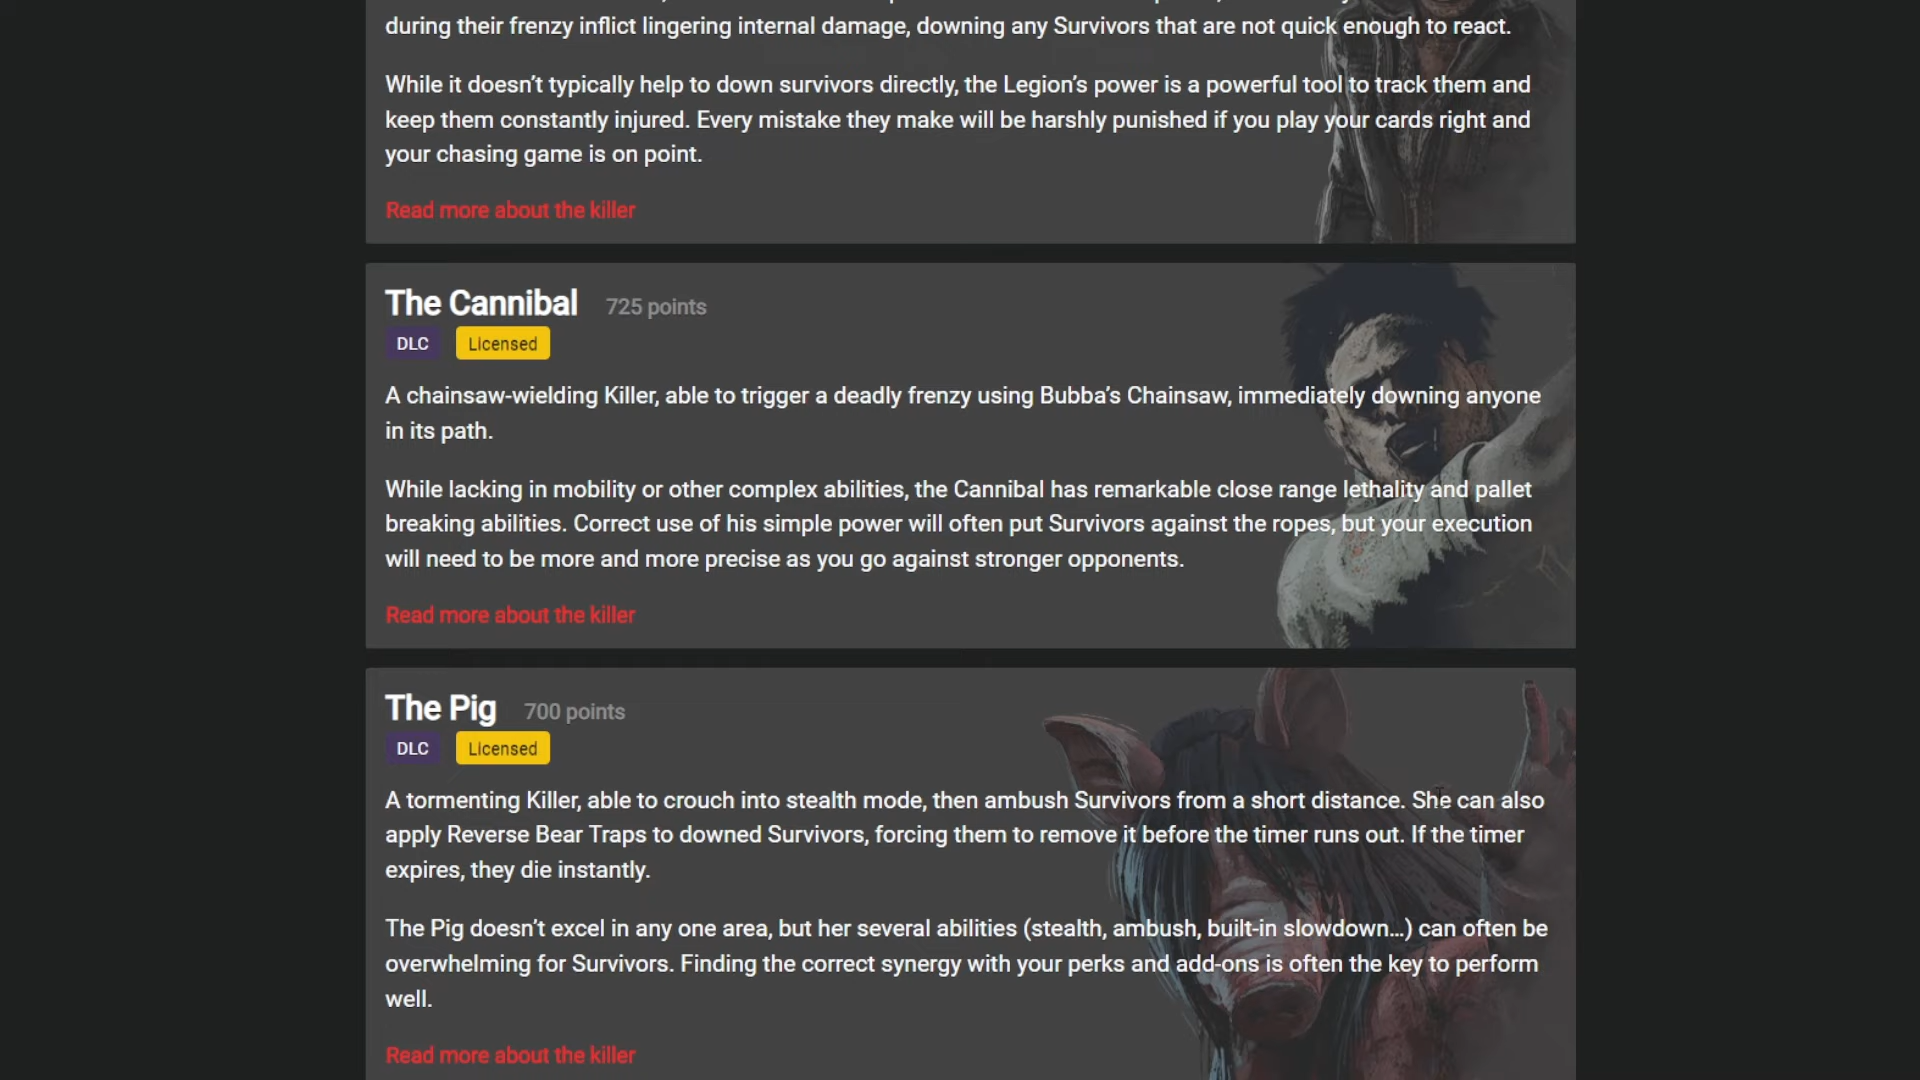 during their frenzy inflict lingering internal damage, downing any Survivors that are not quick enough to react.
While it doesn’t typically help to down survivors directly, the Legion’s power is a powerful tool to track them and
keep them constantly injured. Every mistake they make will be harshly punished if you play your cards right and
your chasing game is on point.
Read more about the killer
The Cannibal 725 points
DLC Licensed
A chainsaw-wielding Killer, able to trigger a deadly frenzy using Bubba’s Chainsaw, immediately downing anyone
in its path.
While lacking in mobility or other complex abilities, the Cannibal has remarkable close range lethality and pallet
breaking abilities. Correct use of his simple power will often put Survivors against the ropes, but your execution
will need to be more and more precise as you go against stronger opponents.
Read more about the killer
The Pig 700 points
DLC Licensed
A tormenting Killer, able to crouch into stealth mode, then ambush Survivors from a short distance. She can also
apply Reverse Bear Traps to downed Survivors, forcing them to remove it before the timer runs out. If the timer
expires, they die instantly.
The Pig doesn’t excel in any one area, but her several abilities (stealth, ambush, built-in slowdown…) can often be
overwhelming for Survivors. Finding the correct synergy with your perks and add-ons is often the key to perform
well.
Read more about the killer